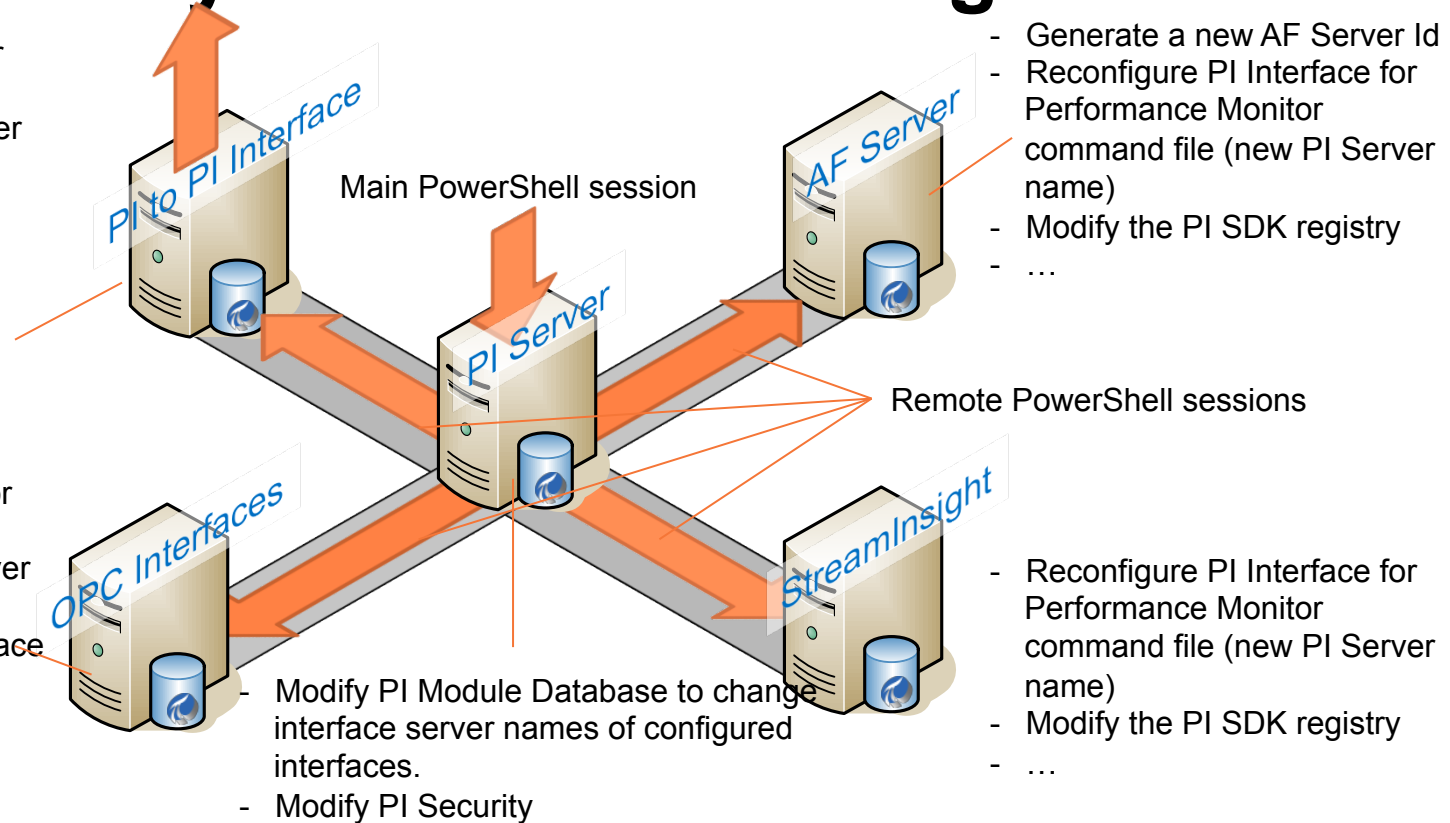 - Generate a new AF Server Id
- Reconfigure PI Interface for
Performance Monitor
command file (new PI Server
name)
- Modify the PI SDK registry
- …
PI to PI Interface
AF Server
Main PowerShell session
PI Server
Remote PowerShell sessions
OPC Interfaces
StreamInsight
- Reconfigure PI Interface for
Performance Monitor
command file (new PI Server
name)
- Modify the PI SDK registry
- …
- Modify PI Module Database to change
interface server names of configured
interfaces.
- Modify PI Security